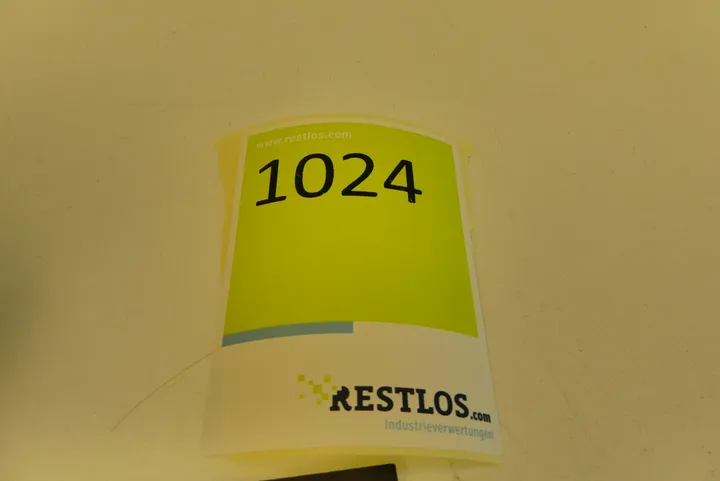 www.restlos.com
1024
RESTLOS.com
Industrieverwertungen